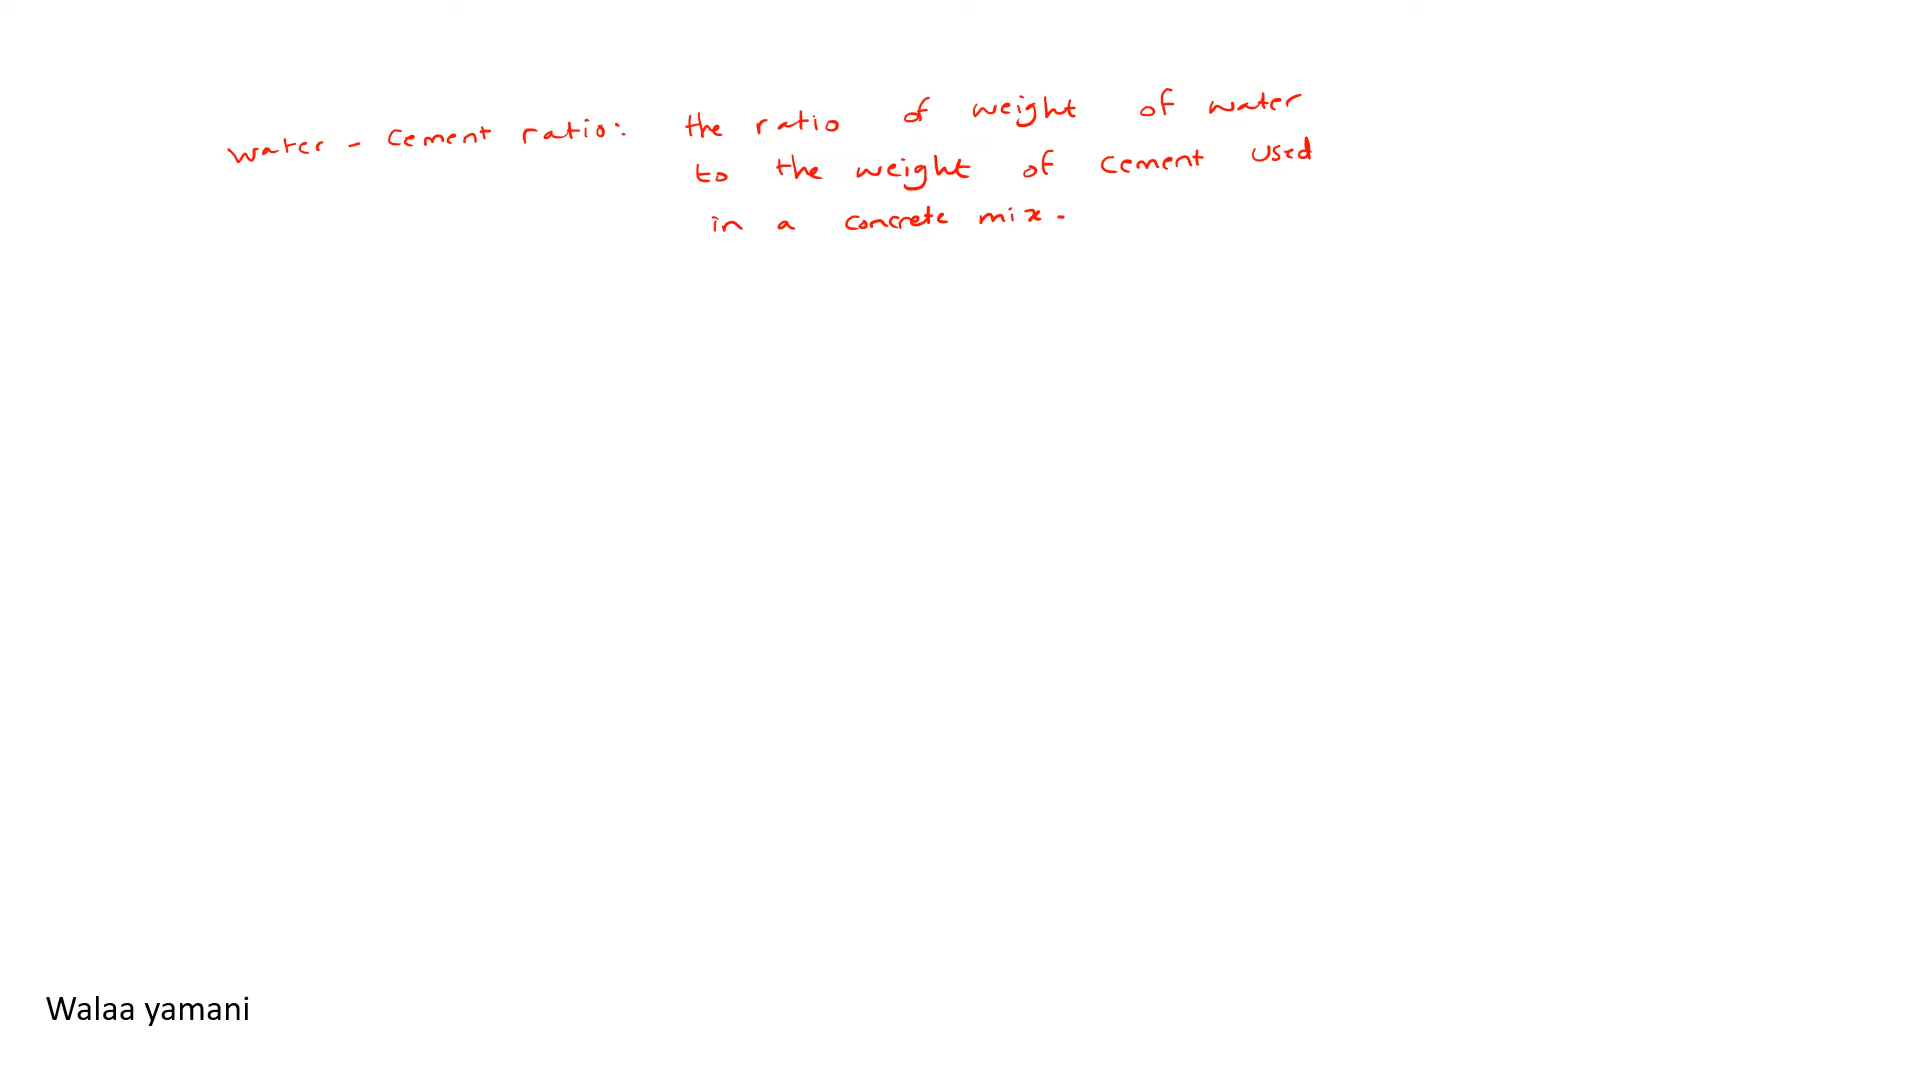 water - cement ratio: the ratio of weight of water
to the weight of cement used
in a concrete mix.
Walaa yamani